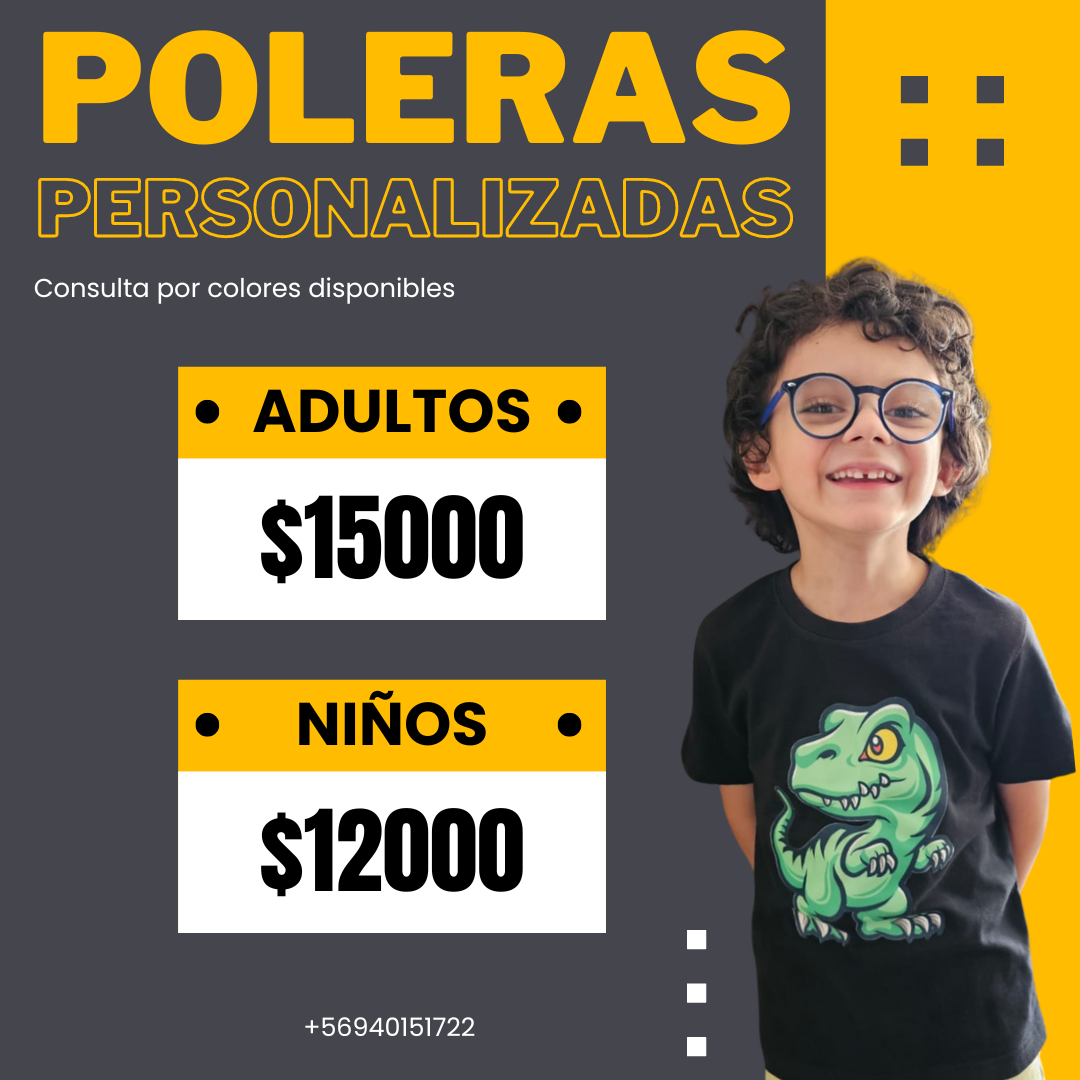 POLERAS
PERSONALIZADAS
Consulta por colores disponibles
• ADULTOS •
$15000
• NIÑOS •
$12000
+56940151722